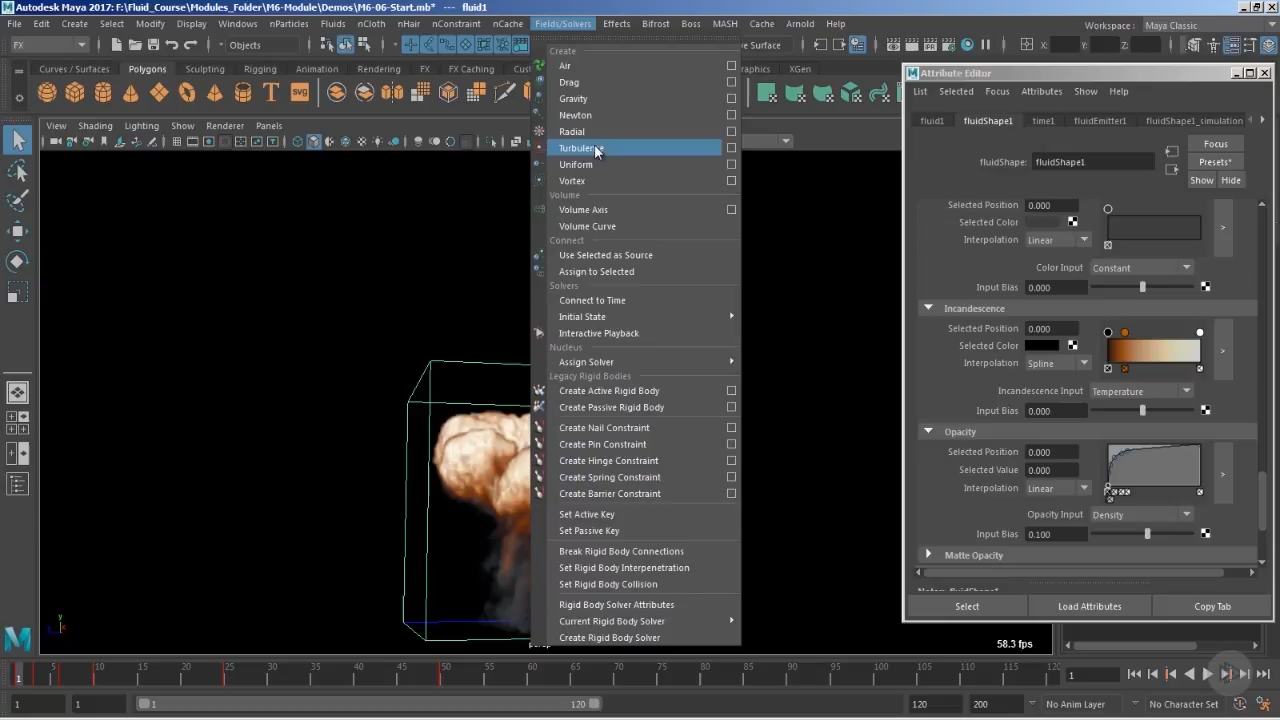 Autodesk Maya 2017: F:\Fluid_Course\Modules_Folder\M6-Module\Demos\M6-06-Start.mb* --- fluid1
File Edit Create Select Modify Display Windows nParticles Fluids nCloth nHair nConstraint nCache Fields/Solvers Effects Bifrost Boss MASH Cache Arnold Help
Workspace : Maya Classic
FX Objects e Surface X: Y: Z:
Curves / Surfaces Polygons Sculpting Rigging Animation Rendering FX FX Caching Cust raphics XGen
View Shading Lighting Show Renderer Panels
Create
Air
Drag
Gravity
Newton
Radial
Turbulence
Uniform
Vortex
Volume
Volume Axis
Volume Curve
Connect
Use Selected as Source
Assign to Selected
Solvers
Connect to Time
Initial State
Interactive Playback
Nucleus
Assign Solver
Legacy Rigid Bodies
Create Active Rigid Body
Create Passive Rigid Body
Create Nail Constraint
Create Pin Constraint
Create Hinge Constraint
Create Spring Constraint
Create Barrier Constraint
Set Active Key
Set Passive Key
Break Rigid Body Connections
Set Rigid Body Interpenetration
Set Rigid Body Collision
Rigid Body Solver Attributes
Current Rigid Body Solver
Create Rigid Body Solver
Attribute Editor
List Selected Focus Attributes Show Help
fluid1 fluidShape1 time1 fluidEmitter1 fluidShape1_simulation
Focus
fluidShape: fluidShape1 Presets*
Show Hide
Selected Position 0.000
Selected Color
Interpolation Linear
Color Input Constant
Input Bias 0.000
Incandescence
Selected Position 0.000
Selected Color
Interpolation Spline
Incandescence Input Temperature
Input Bias 0.000
Opacity
Selected Position 0.000
Selected Value 0.000
Interpolation Linear
Opacity Input Density
Input Bias 0.100
Matte Opacity
Select Load Attributes Copy Tab
y
58.3 fps
1 5 10 15 20 25 30 35 40 45 50 55 60 65 70 75 80 85 90 95 100 105 110 115 120 1
1 1 1 120 120 200 No Anim Layer No Character Set